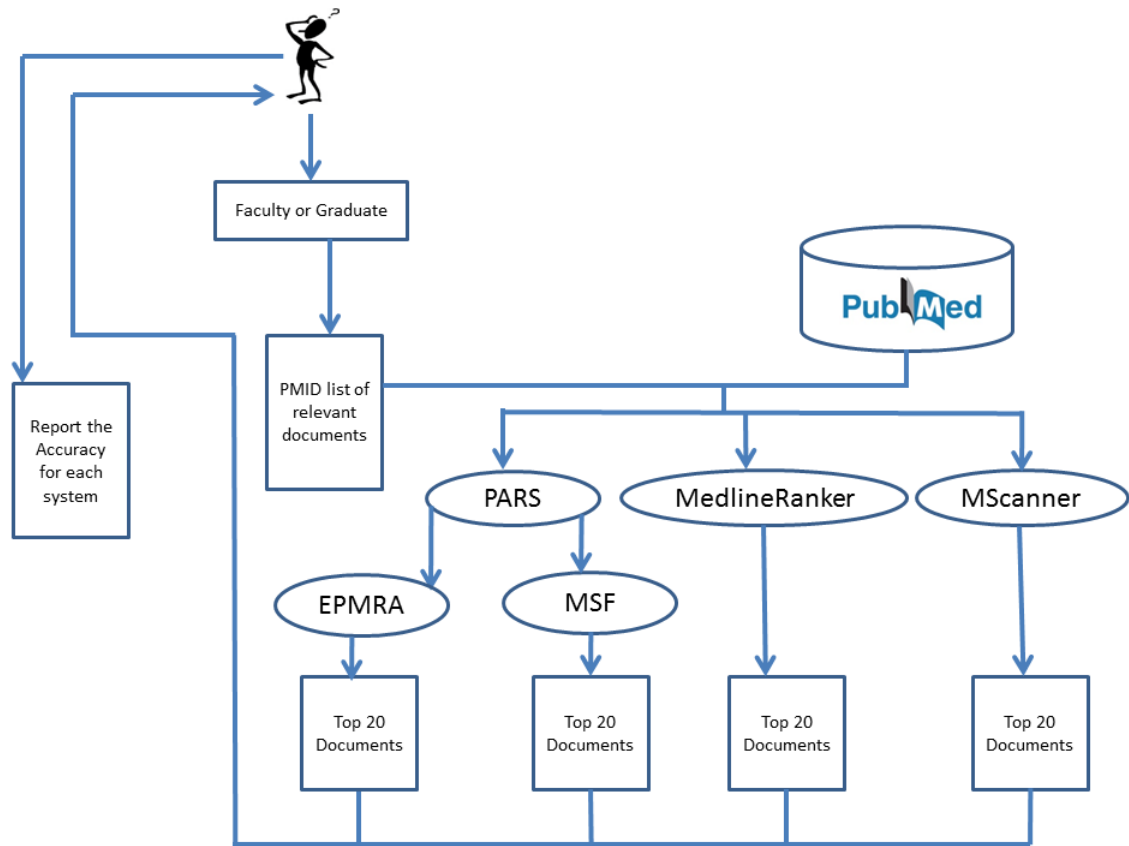 ?
Faculty or Graduate
PubMed
PMID list of
relevant
documents
Report the
Accuracy
for each
system
PARS
MedlineRanker
MScanner
EPMRA
MSF
Top 20
Documents
Top 20
Documents
Top 20
Documents
Top 20
Documents